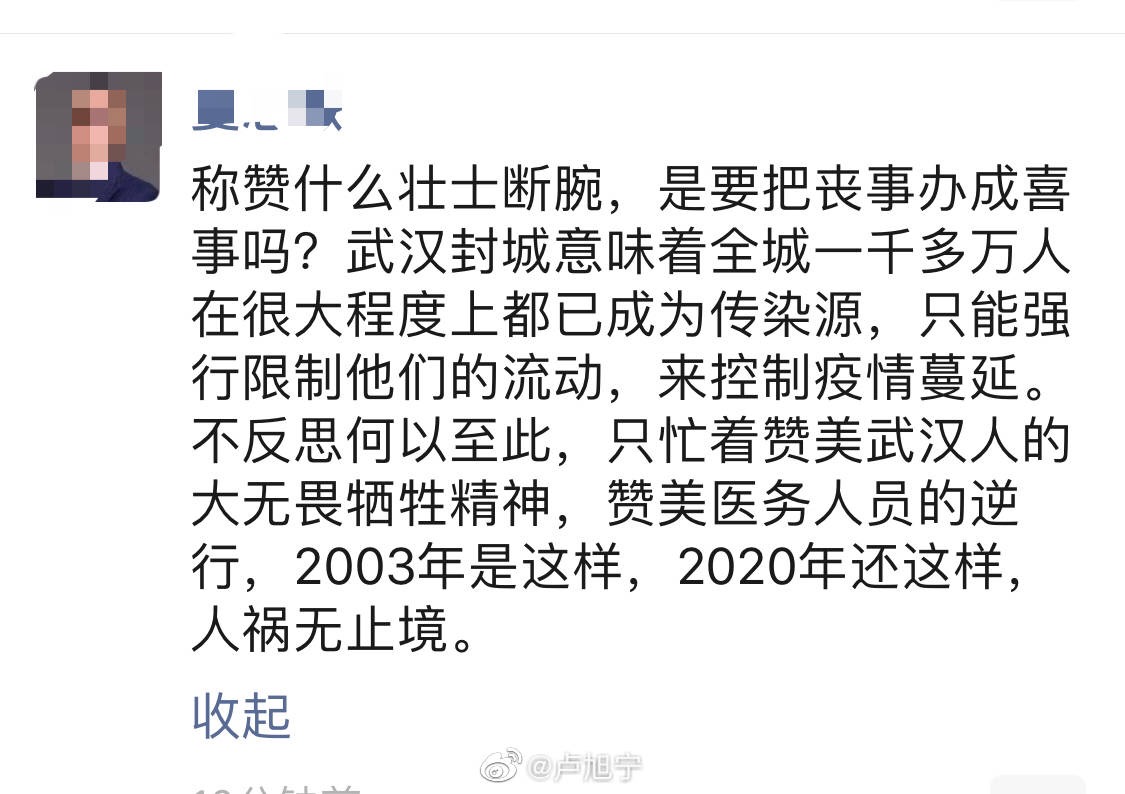 称赞什么壮士断腕，是要把丧事办成喜
事吗？武汉封城意味着全城一千多万人
在很大程度上都已成为传染源，只能强
行限制他们的流动，来控制疫情蔓延。
不反思何以至此，只忙着赞美武汉人的
大无畏牺牲精神，赞美医务人员的逆
行，2003年是这样，2020年还这样，
人祸无止境。
收起
@卢旭宁